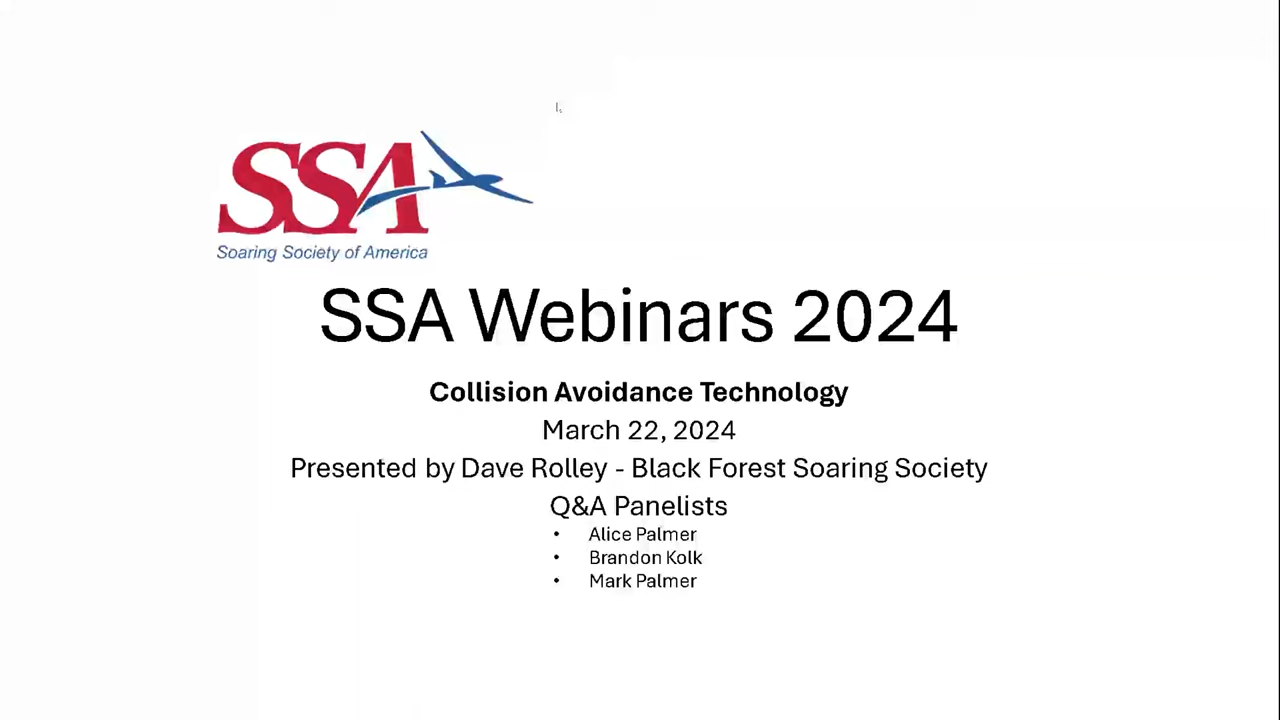 SSA
Soaring Society of America
SSA Webinars 2024
Collision Avoidance Technology
March 22, 2024
Presented by Dave Rolley - Black Forest Soaring Society
Q&A Panelists
• Alice Palmer
• Brandon Kolk
• Mark Palmer